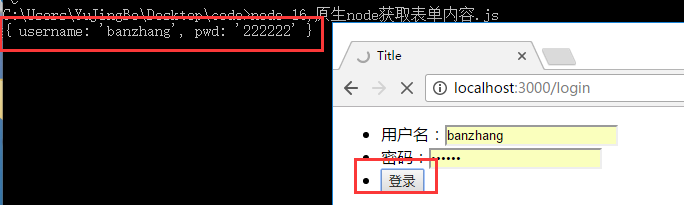 C:\Users\YuJingBo\Desktop\code>node 16.原生node获取表单内容.js
{ username: 'banzhang', pwd: '222222' }
Title
localhost:3000/login
用户名：banzhang
密码：••••••
登录